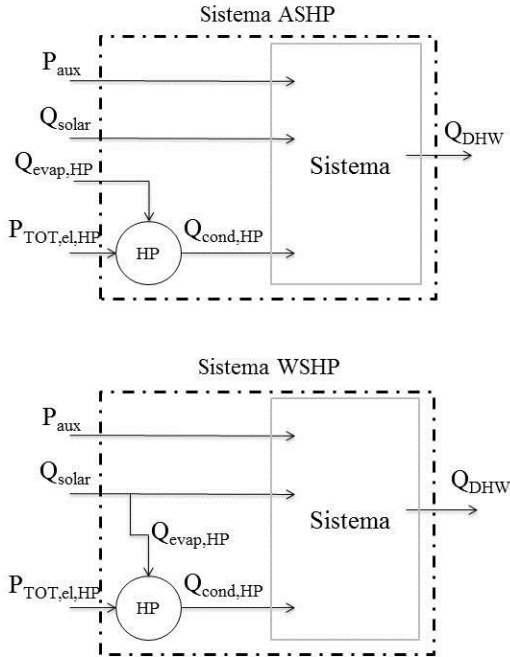 Sistema ASHP
P_aux
Q_solar
Q_DHW
Q_evap,HP
Sistema
P_TOT,el,HP
HP
Q_cond,HP
Sistema WSHP
P_aux
Q_solar
Q_DHW
Sistema
Q_evap,HP
P_TOT,el,HP
HP
Q_cond,HP